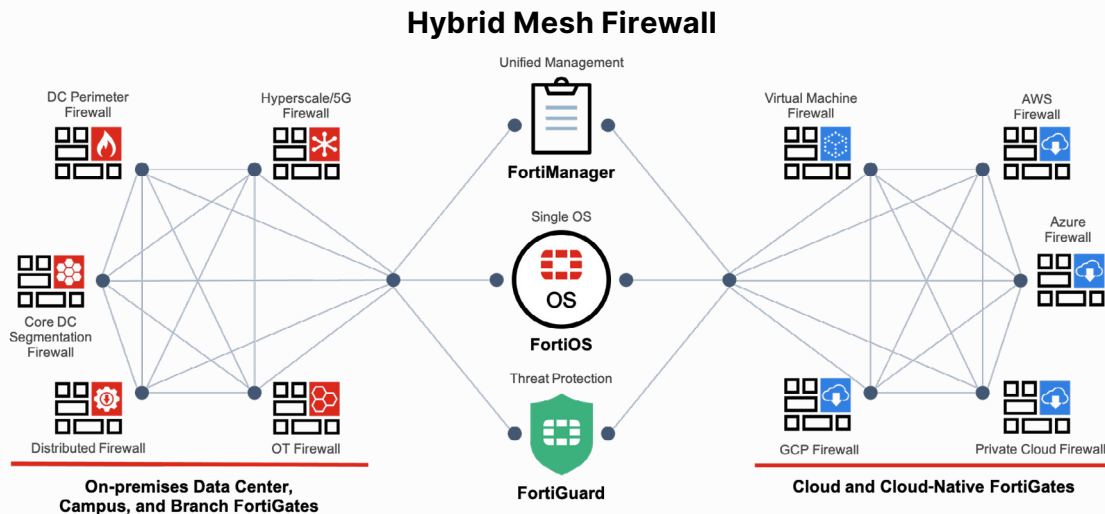 Hybrid Mesh Firewall
DC Perimeter
Firewall
Hyperscale/5G
Firewall
Core DC
Segmentation
Firewall
Distributed Firewall
OT Firewall
On-premises Data Center,
Campus, and Branch FortiGates
Unified Management
FortiManager
Single OS
OS
FortiOS
Threat Protection
FortiGuard
Virtual Machine
Firewall
AWS
Firewall
Azure
Firewall
GCP Firewall
Private Cloud Firewall
Cloud and Cloud-Native FortiGates